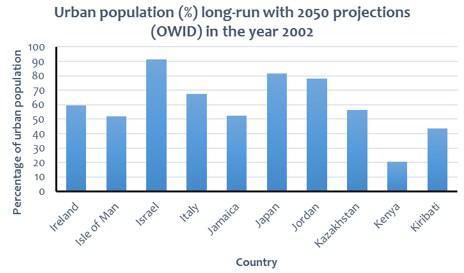 Urban population (%) long-run with 2050 projections
(OWID) in the year 2002
Percentage of urban population
100
90
80
70
60
50
40
30
20
10
0
Ireland
Isle of Man
Israel
Italy
Jamaica
Japan
Jordan
Kazakhstan
Kenya
Kiribati
Country